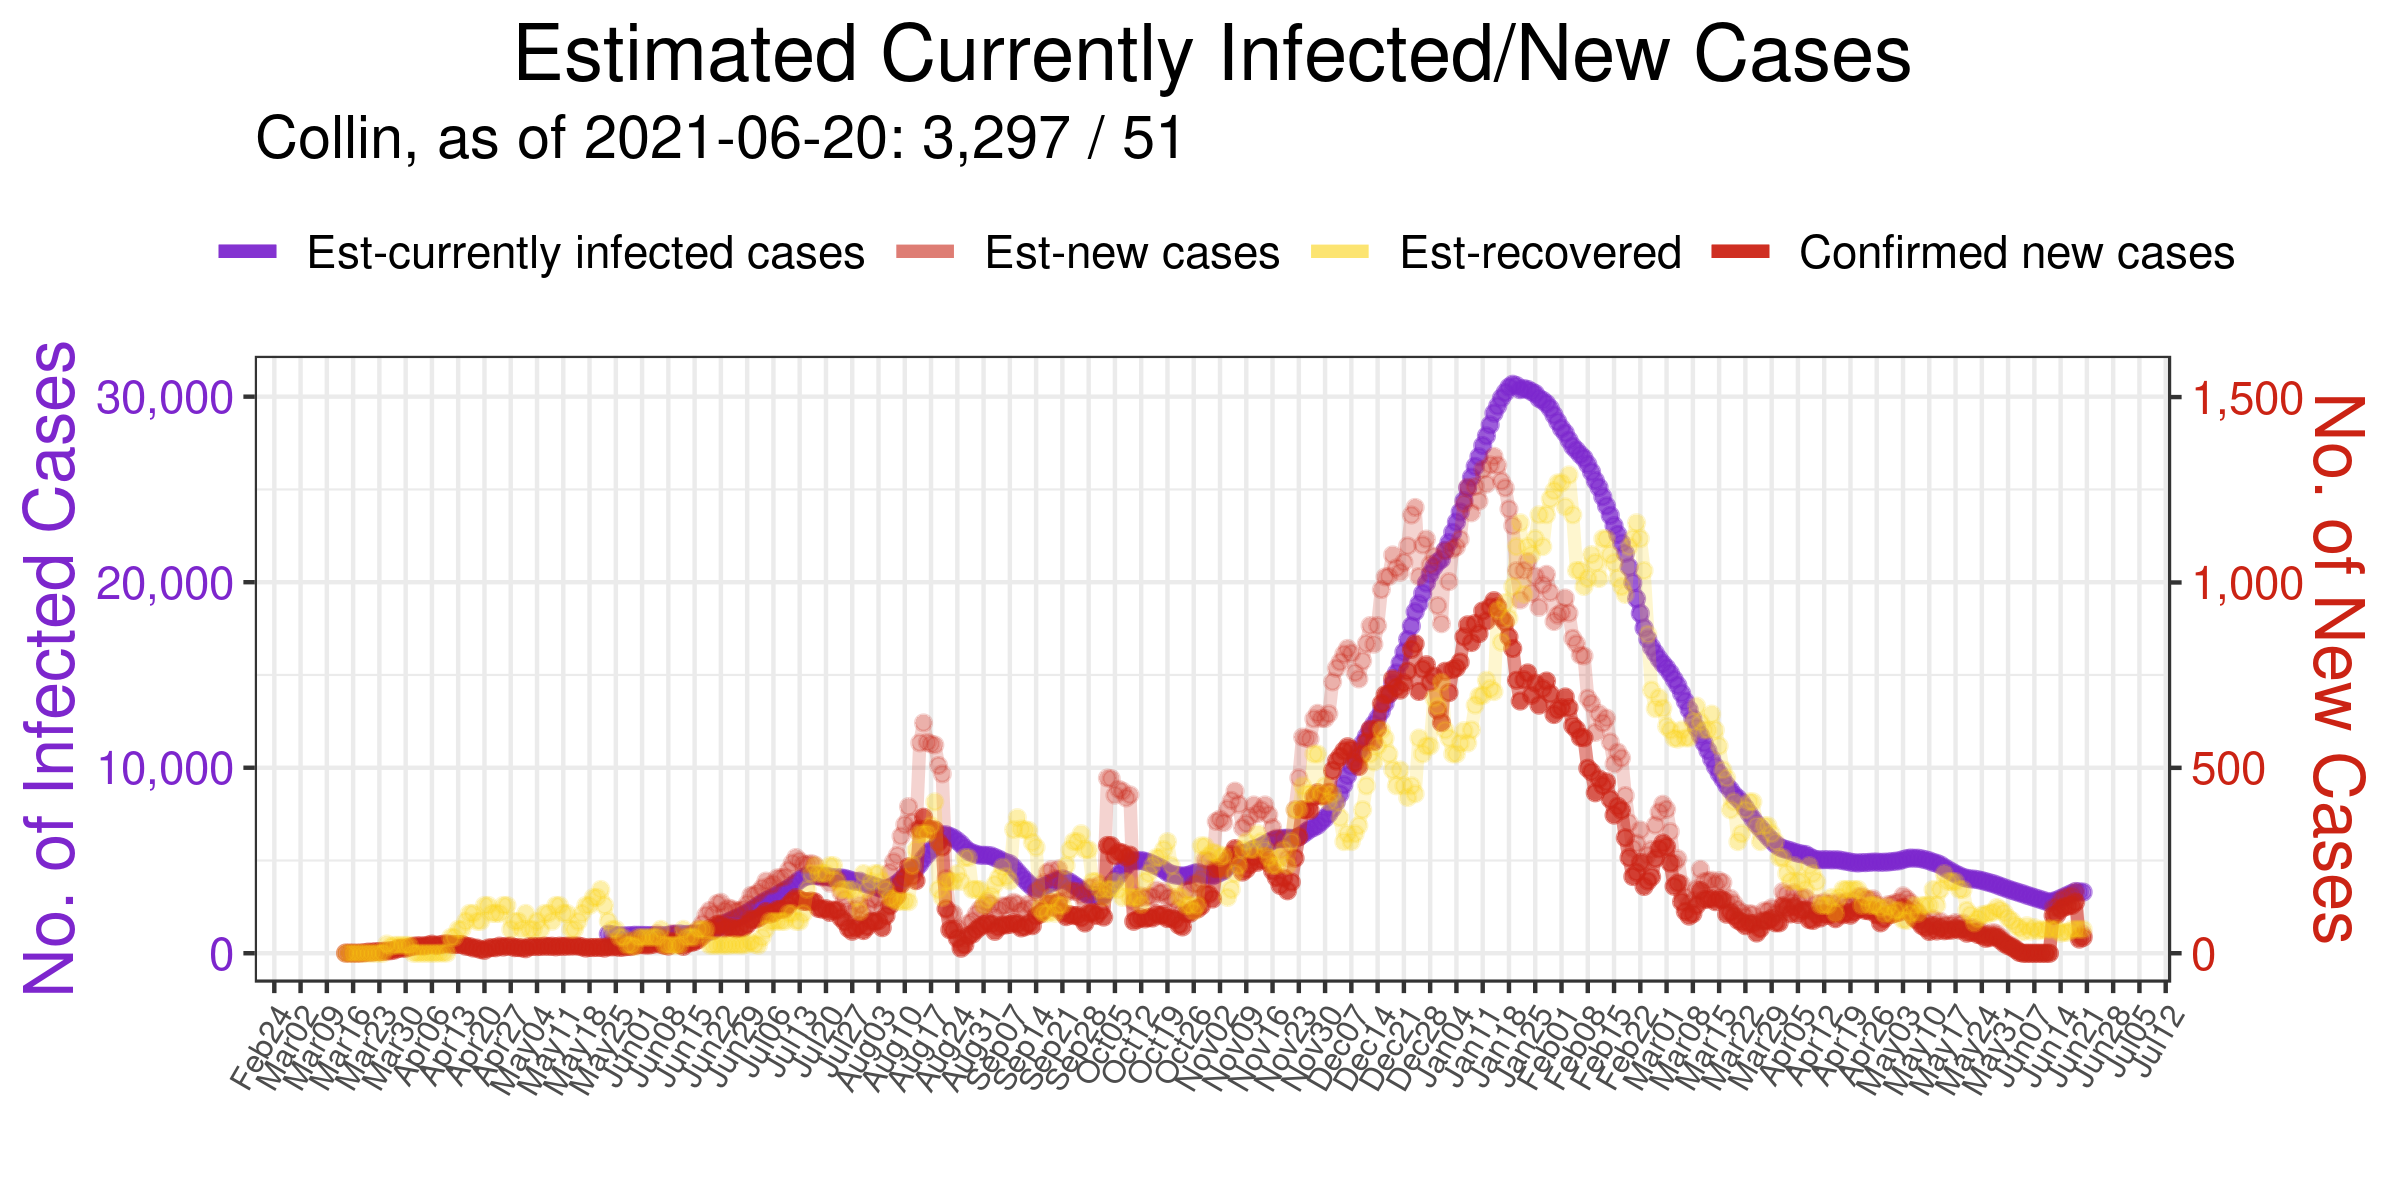 Estimated Currently Infected/New Cases
Collin, as of 2021-06-20: 3,297 / 51
Est-currently infected cases
Est-new cases
Est-recovered
Confirmed new cases
No. of Infected Cases
30,000
20,000
10,000
0
1,500
1,000
500
0
No. of New Cases
Feb24
Mar02
Mar09
Mar16
Mar23
Mar30
Apr06
Apr13
Apr20
Apr27
May04
May11
May18
May25
Jun01
Jun08
Jun15
Jun22
Jun29
Jul06
Jul13
Jul20
Jul27
Aug03
Aug10
Aug17
Aug24
Aug31
Sep07
Sep14
Sep21
Sep28
Oct05
Oct12
Oct19
Oct26
Nov02
Nov09
Nov16
Nov23
Nov30
Dec07
Dec14
Dec21
Dec28
Jan04
Jan11
Jan18
Jan25
Feb01
Feb08
Feb15
Feb22
Mar01
Mar08
Mar15
Mar22
Mar29
Apr05
Apr12
Apr19
Apr26
May03
May10
May17
May24
May31
Jun07
Jun14
Jun21
Jun28
Jul05
Jul12